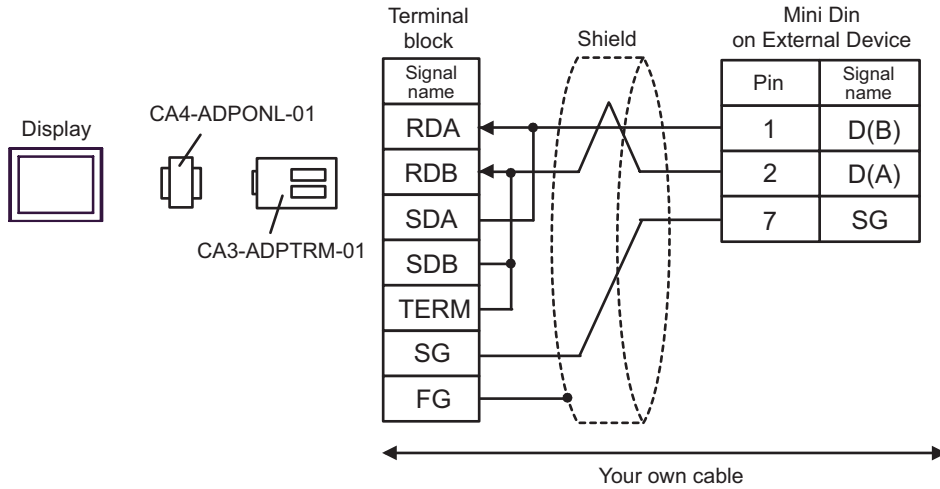 Display
CA4-ADPONL-01
CA3-ADPTRM-01
Terminal
block
Signal
name
RDA
RDB
SDA
SDB
TERM
SG
FG
Shield
Mini Din
on External Device
Pin Signal
name
1 D(B)
2 D(A)
7 SG
Your own cable